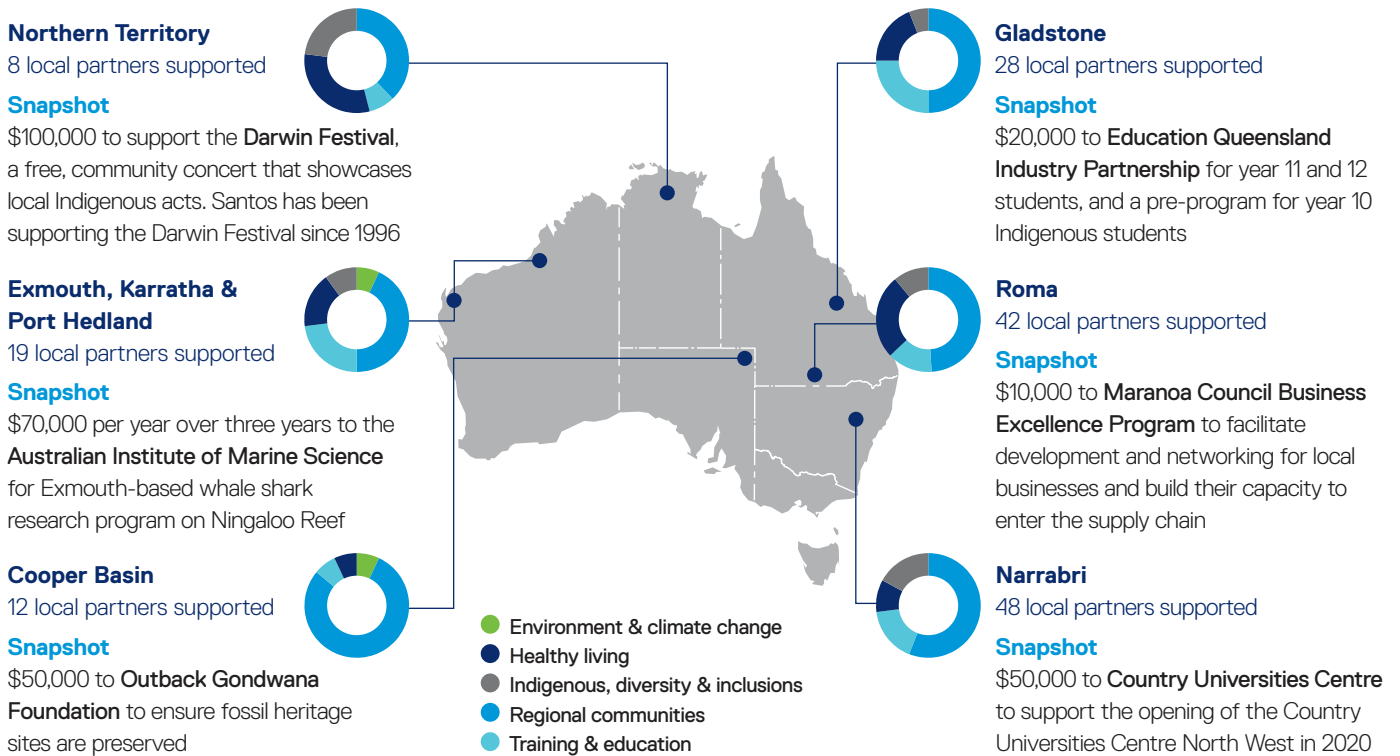 Northern Territory
8 local partners supported
Snapshot
$100,000 to support the Darwin Festival,
a free, community concert that showcases
local Indigenous acts. Santos has been
supporting the Darwin Festival since 1996
Exmouth, Karratha &
Port Hedland
19 local partners supported
Snapshot
$70,000 per year over three years to the
Australian Institute of Marine Science
for Exmouth-based whale shark
research program on Ningaloo Reef
Cooper Basin
12 local partners supported
Snapshot
$50,000 to Outback Gondwana
Foundation to ensure fossil heritage
sites are preserved
Environment & climate change
Healthy living
Indigenous, diversity & inclusions
Regional communities
Training & education
Gladstone
28 local partners supported
Snapshot
$20,000 to Education Queensland
Industry Partnership for year 11 and 12
students, and a pre-program for year 10
Indigenous students
Roma
42 local partners supported
Snapshot
$10,000 to Maranoa Council Business
Excellence Program to facilitate
development and networking for local
businesses and build their capacity to
enter the supply chain
Narrabri
48 local partners supported
Snapshot
$50,000 to Country Universities Centre
to support the opening of the Country
Universities Centre North West in 2020